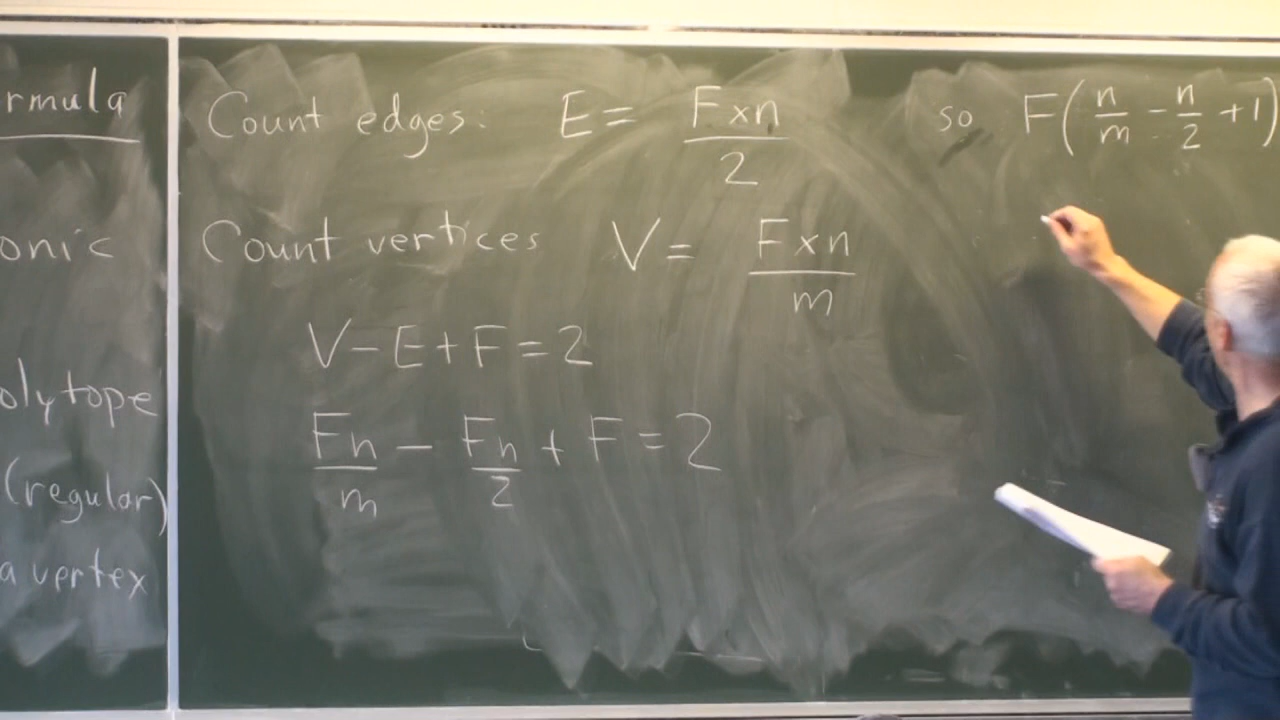 rmula
onic
olytope
(regular)
a vertex
Count edges: E = F×n/2
Count vertices V = F×n/m
V-E+F=2
Fn/m - Fn/2 + F = 2
so F(n/m - n/2 + 1)